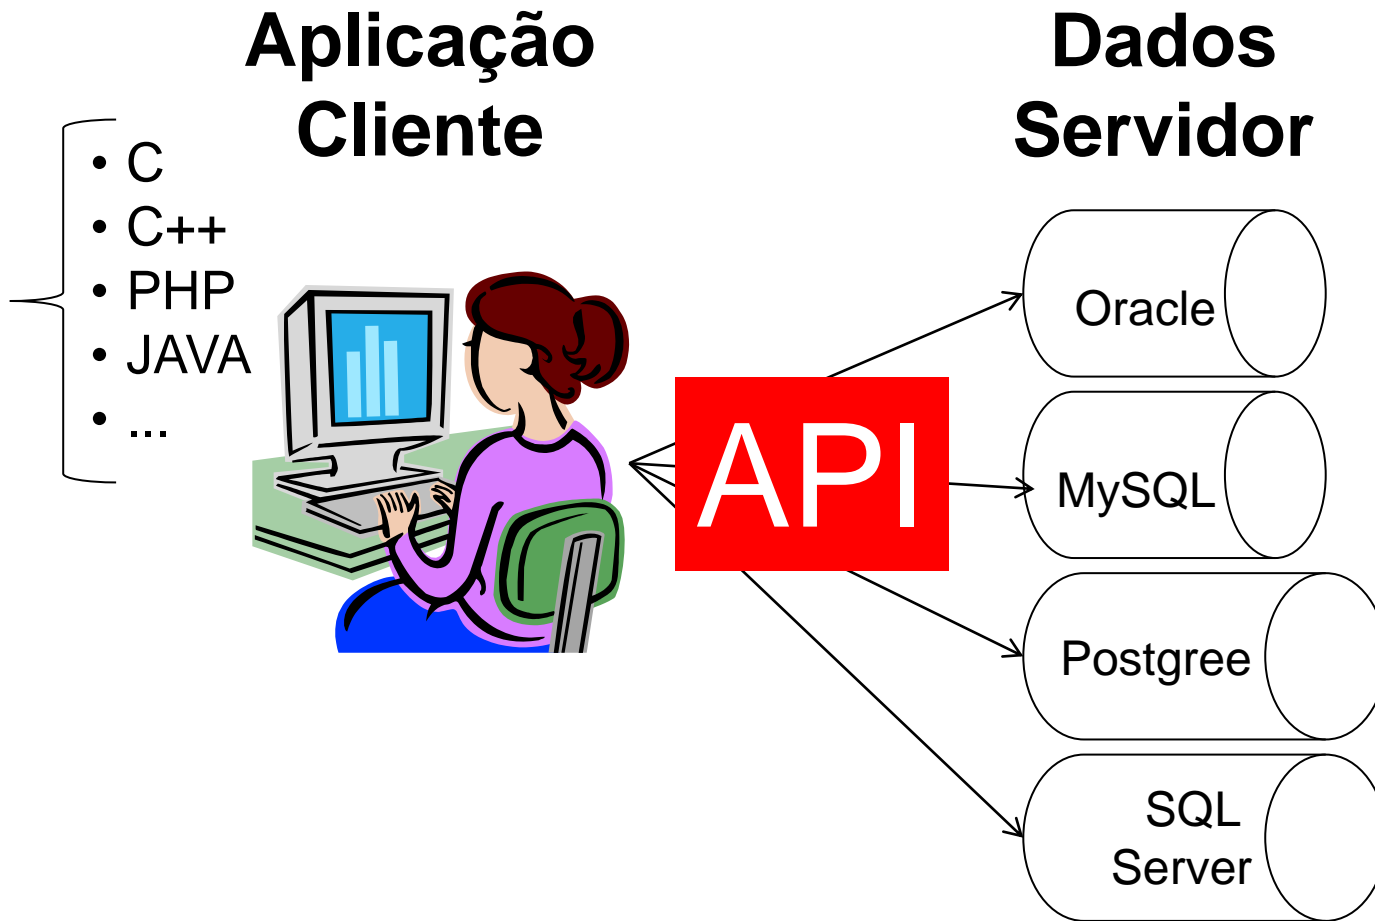 Aplicação
Cliente
• C
• C++
• PHP
• JAVA
• ...
API
Dados
Servidor
Oracle
MySQL
Postgree
SQL
Server